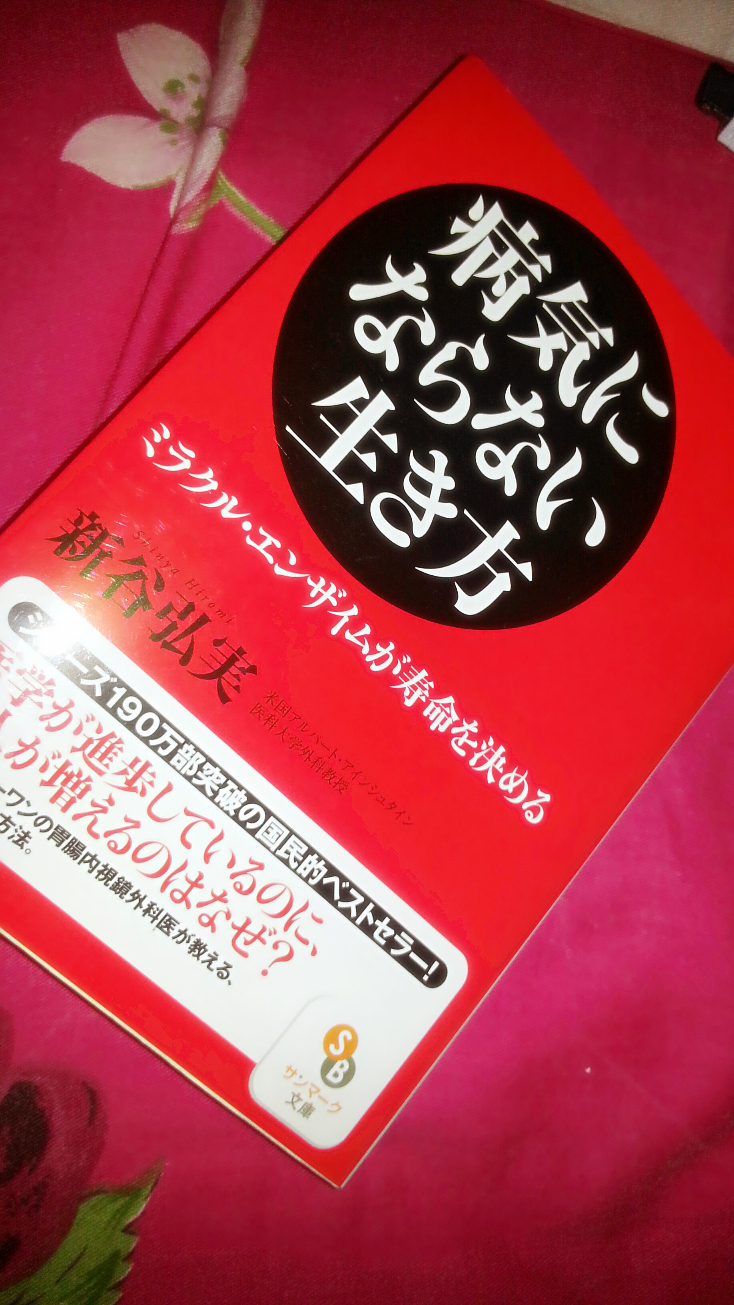 病気に
ならない
生き方
ミラクル・エンザイムが寿命を決める
Shinya Hiromi
新谷弘実
米国アルバート・アインシュタイン
医科大学外科教授
シリーズ190万部突破の国民的ベストセラー!
学が進歩しているのに、
が増えるのはなぜ?
ーワンの胃腸内視鏡外科医が教える、
方法。
SB
サンマーク
文庫